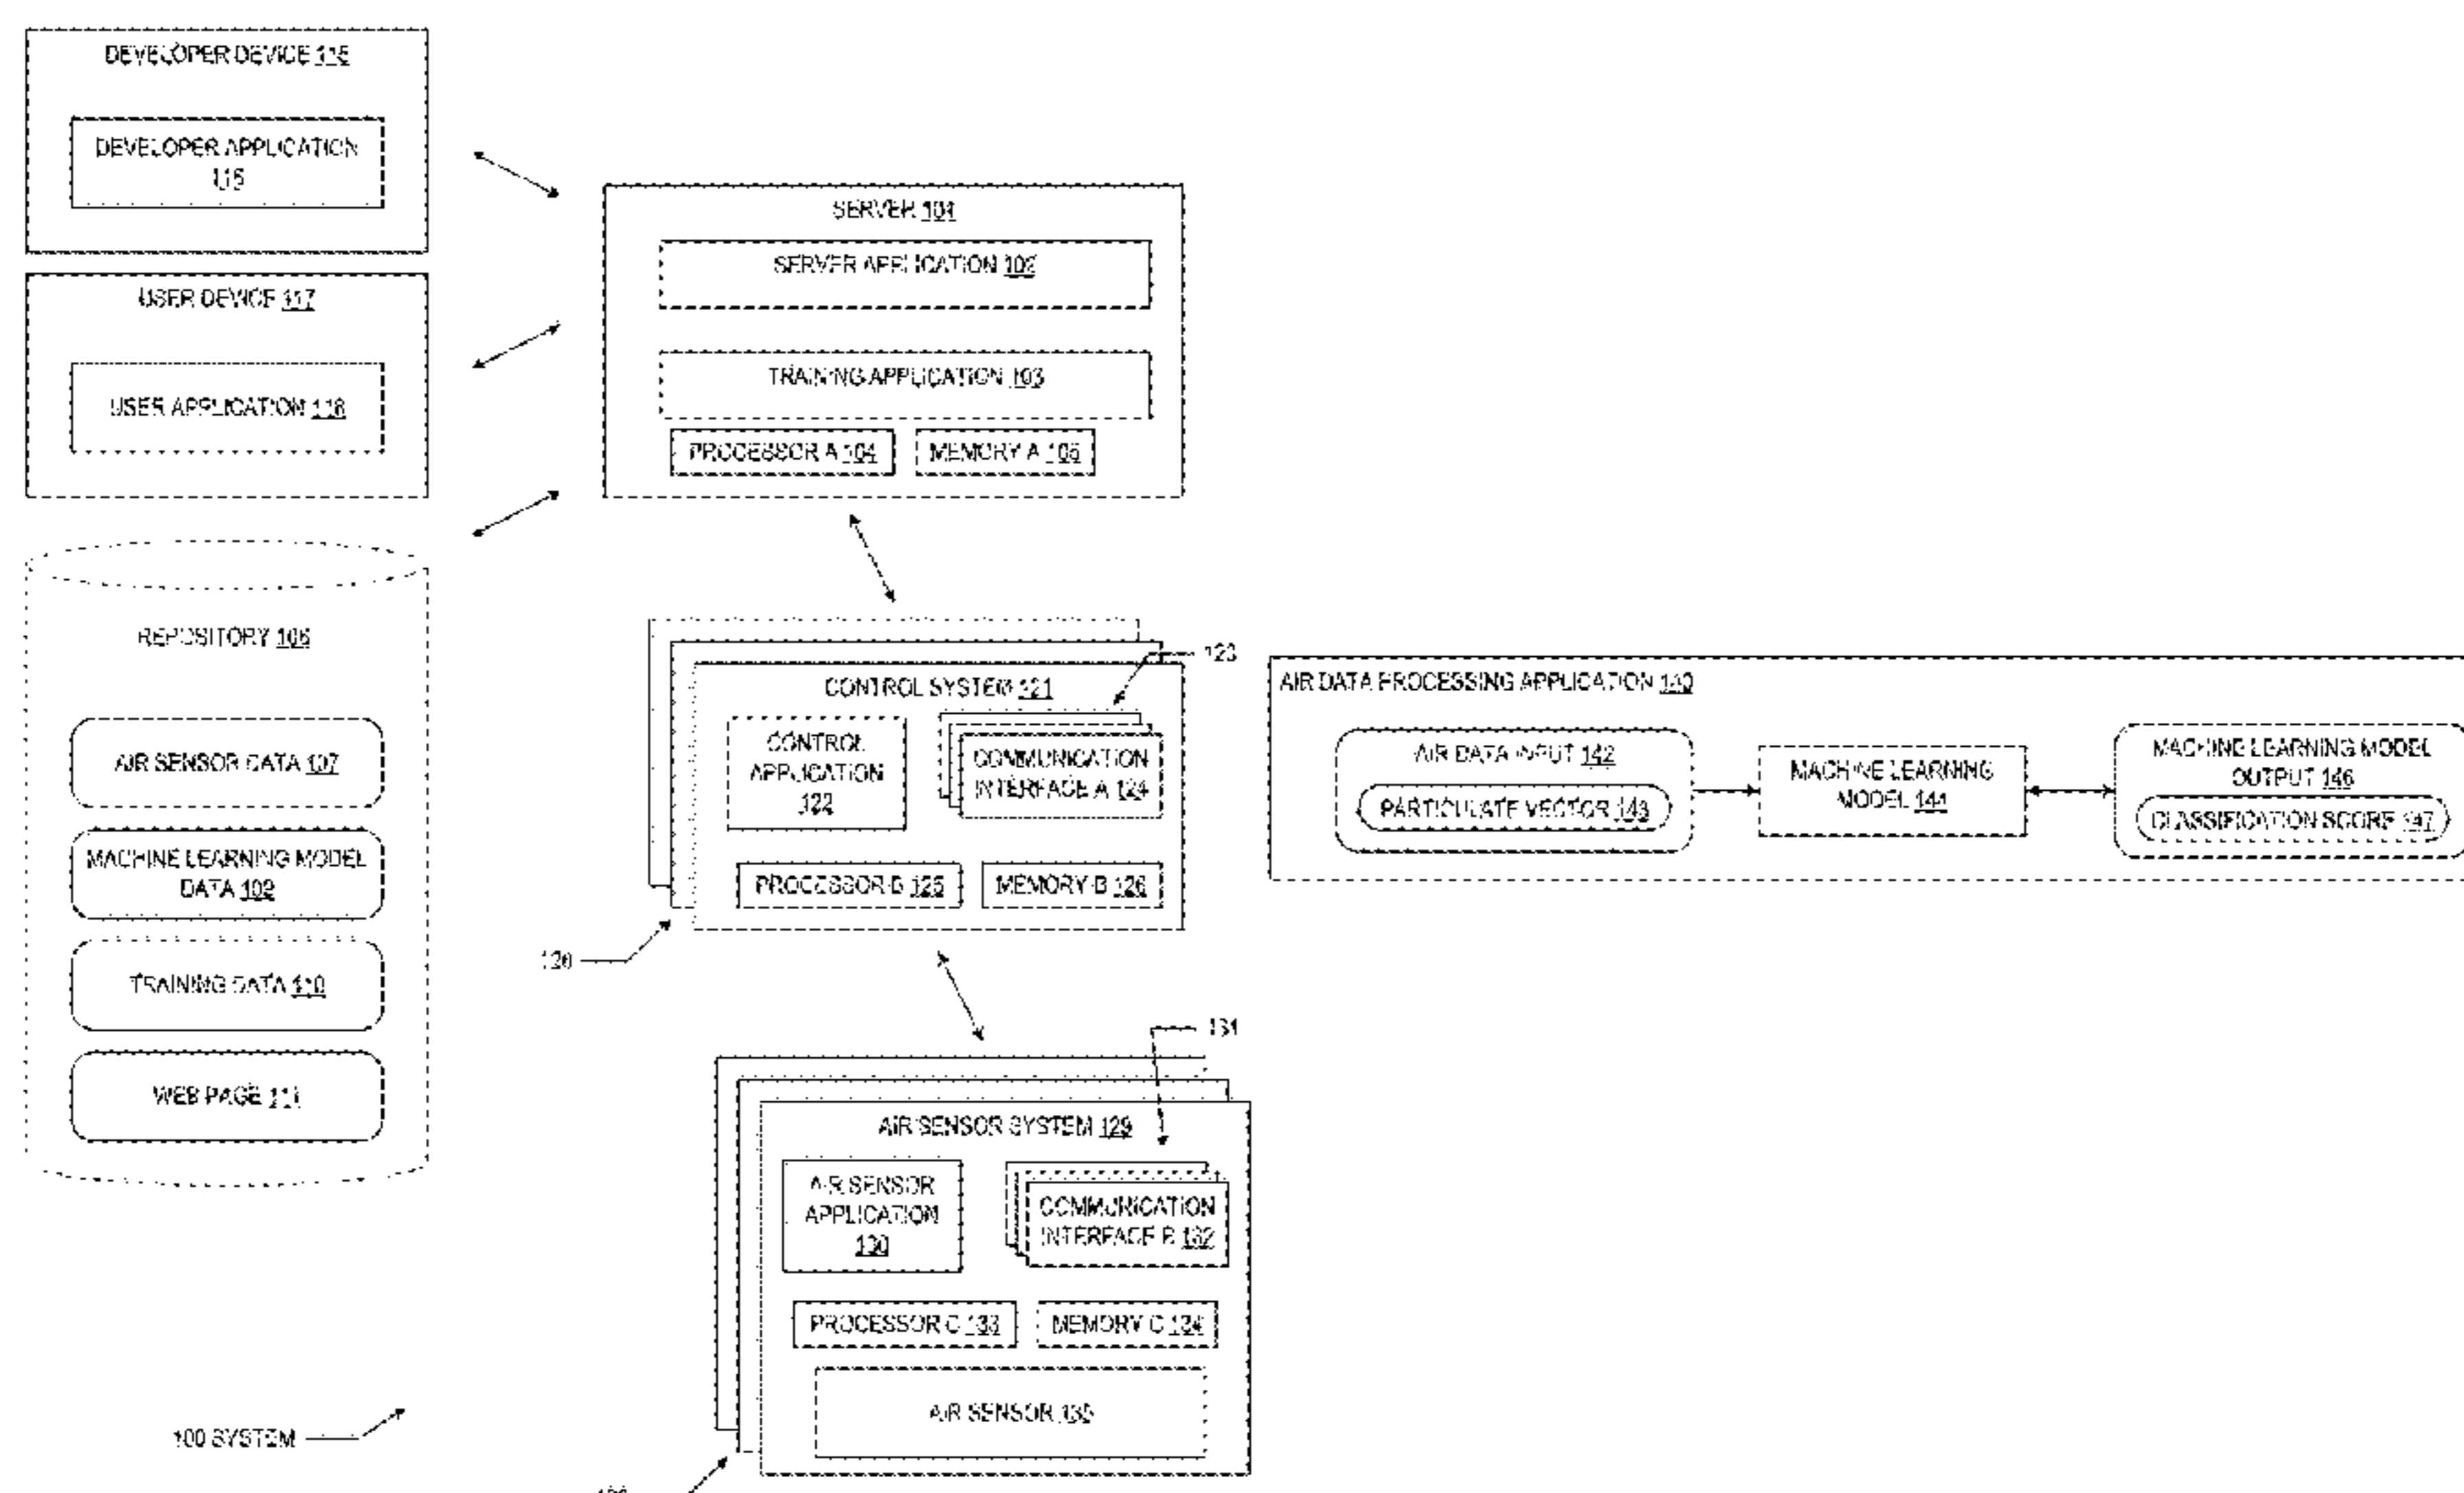 DEVELOPER DEVICE 115
DEVELOPER APPLICATION
116
USER DEVICE 117
USER APPLICATION 118
SERVER 101
SERVER APPLICATION 102
TRAINING APPLICATION 103
PROCESSOR A 104
MEMORY A 105
REPOSITORY 106
AIR SENSOR DATA 107
MACHINE LEARNING MODEL
DATA 109
TRAINING DATA 110
WEB PAGE 111
123
CONTROL SYSTEM 121
CONTROL
APPLICATION
122
COMMUNICATION
INTERFACE A 124
PROCESSOR B 125
MEMORY B 126
120
AIR DATA PROCESSING APPLICATION 140
AIR DATA INPUT 142
PARTICULATE VECTOR 143
MACHINE LEARNING
MODEL 144
MACHINE LEARNING MODEL
OUTPUT 146
CLASSIFICATION SCORE 147
131
AIR SENSOR SYSTEM 129
AIR SENSOR
APPLICATION
130
COMMUNICATION
INTERFACE B 132
PROCESSOR C 133
MEMORY C 134
AIR SENSOR 135
100 SYSTEM